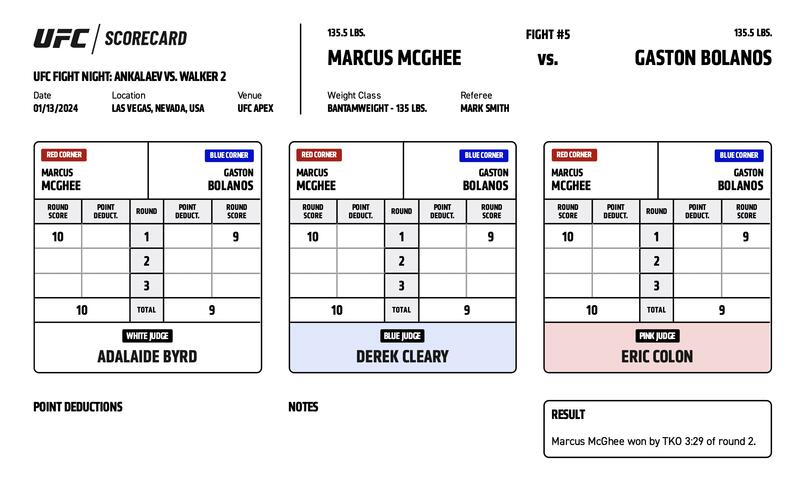 UFC / SCORECARD
UFC FIGHT NIGHT: ANKALAEV VS. WALKER 2
Date Location Venue
01/13/2024 LAS VEGAS, NEVADA, USA UFC APEX
135.5 LBS. FIGHT #5 135.5 LBS.
MARCUS MCGHEE VS. GASTON BOLANOS
Weight Class Referee
BANTAMWEIGHT - 135 LBS. MARK SMITH
RED CORNER BLUE CORNER
MARCUS GASTON
MCGHEE BOLANOS
ROUND POINT ROUND POINT ROUND
SCORE DEDUCT. DEDUCT. SCORE
10 1 9
2
3
10 TOTAL 9
WHITE JUDGE
ADALAIDE BYRD
RED CORNER BLUE CORNER
MARCUS GASTON
MCGHEE BOLANOS
ROUND POINT ROUND POINT ROUND
SCORE DEDUCT. DEDUCT. SCORE
10 1 9
2
3
10 TOTAL 9
BLUE JUDGE
DEREK CLEARY
RED CORNER BLUE CORNER
MARCUS GASTON
MCGHEE BOLANOS
ROUND POINT ROUND POINT ROUND
SCORE DEDUCT. DEDUCT. SCORE
10 1 9
2
3
10 TOTAL 9
PINK JUDGE
ERIC COLON
POINT DEDUCTIONS
NOTES
RESULT
Marcus McGhee won by TKO 3:29 of round 2.